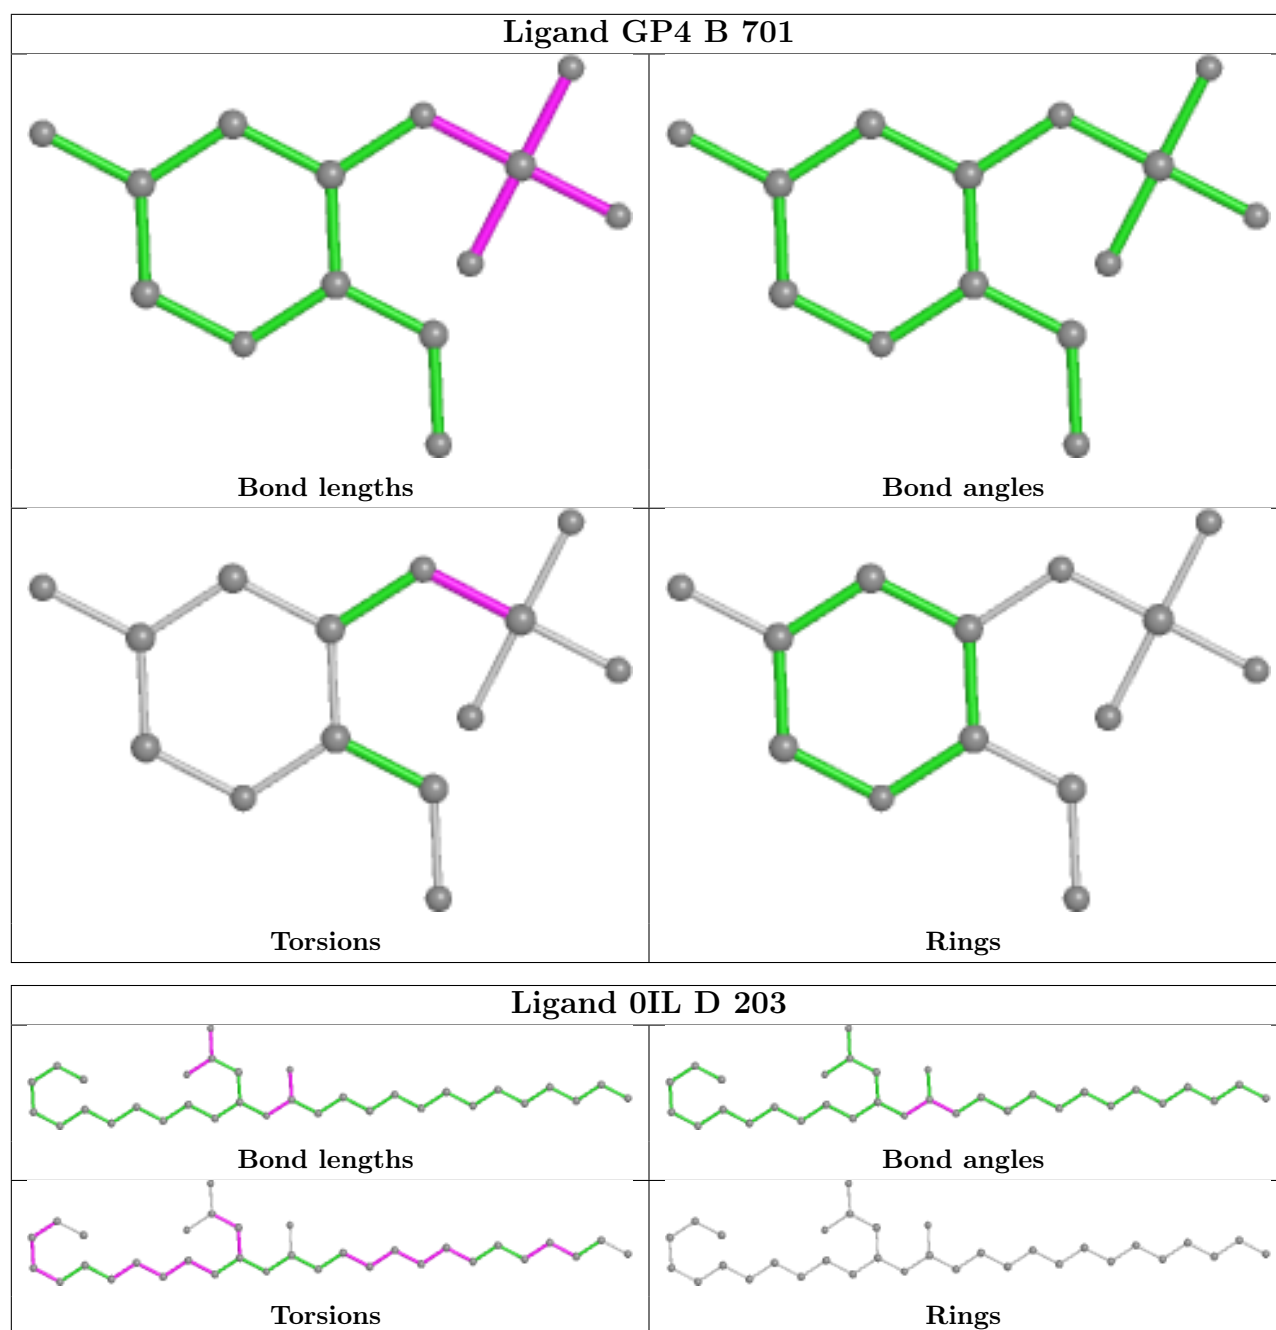 Ligand GP4 B 701
Bond lengths
Bond angles
Torsions
Rings
Ligand 0IL D 203
Bond lengths
Bond angles
Torsions
Rings